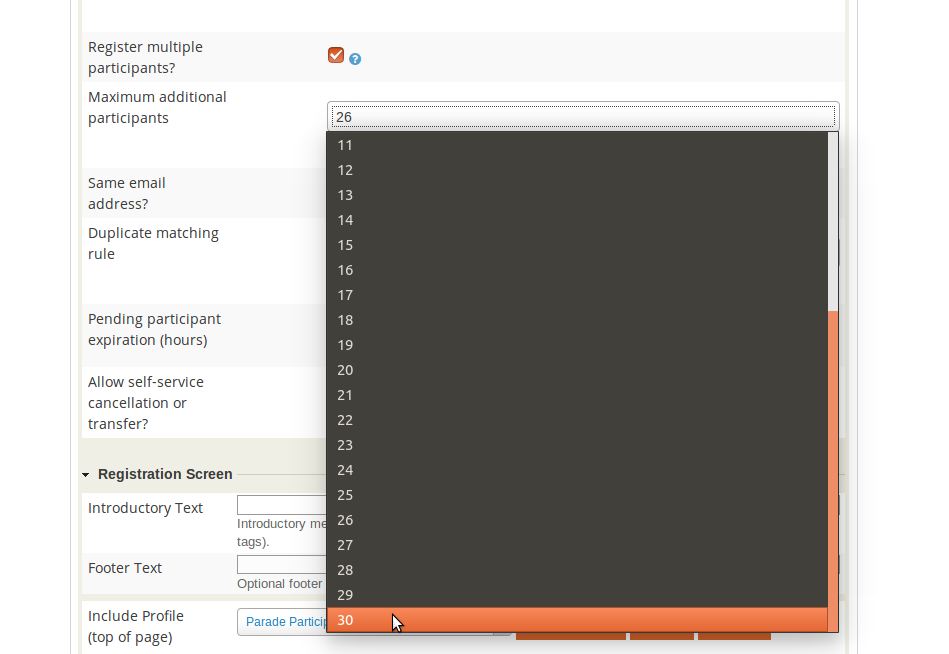 Register multiple
participants?
?
Maximum additional
participants
26
11
12
13
14
15
16
17
18
19
20
21
22
23
24
25
26
27
28
29
30
Same email
address?
Duplicate matching
rule
Pending participant
expiration (hours)
Allow self-service
cancellation or
transfer?
Registration Screen
Introductory Text
Introductory me
tags).
Footer Text
Optional footer
Include Profile
(top of page)
Parade Particip